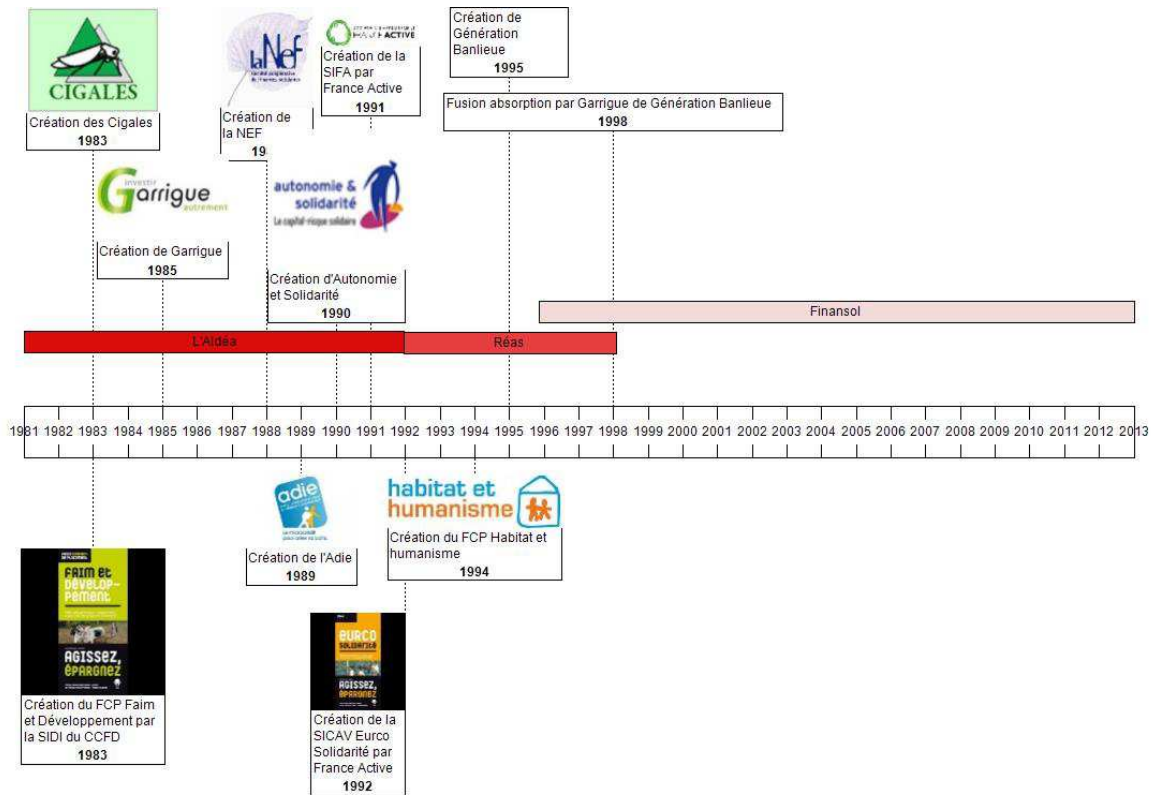 CIGALES
Création des Cigales
1983
la Nef
Création de
la NEF
19
FRANCE ACTIVE
Création de la
SIFA par
France Active
1991
Création de
Génération
Banlieue
1995
Fusion absorption par Garrigue de Génération Banlieue
1998
investir
Garrigue
autrement
Création de Garrigue
1985
autonomie &
solidarité
Le capital-risque solidaire
Création d'Autonomie
et Solidarité
1990
Finansol
L'Aldéa
Réas
1981 1982 1983 1984 1985 1986 1987 1988 1989 1990 1991 1992 1993 1994 1995 1996 1997 1998 1999 2000 2001 2002 2003 2004 2005 2006 2007 2008 2009 2010 2011 2012 2013
adie
Création de l'Adie
1989
habitat et
humanisme
Création du FCP Habitat et
humanisme
1994
FAIM ET
DÉVELOP-
PEMENT
AGISSEZ,
ÉPARGNEZ
Création du FCP Faim
et Développement par
la SIDI du CCFD
1983
EURCO
SOLIDARITÉ
AGISSEZ,
ÉPARGNEZ
Création de la
SICAV Eurco
Solidarité par
France Active
1992